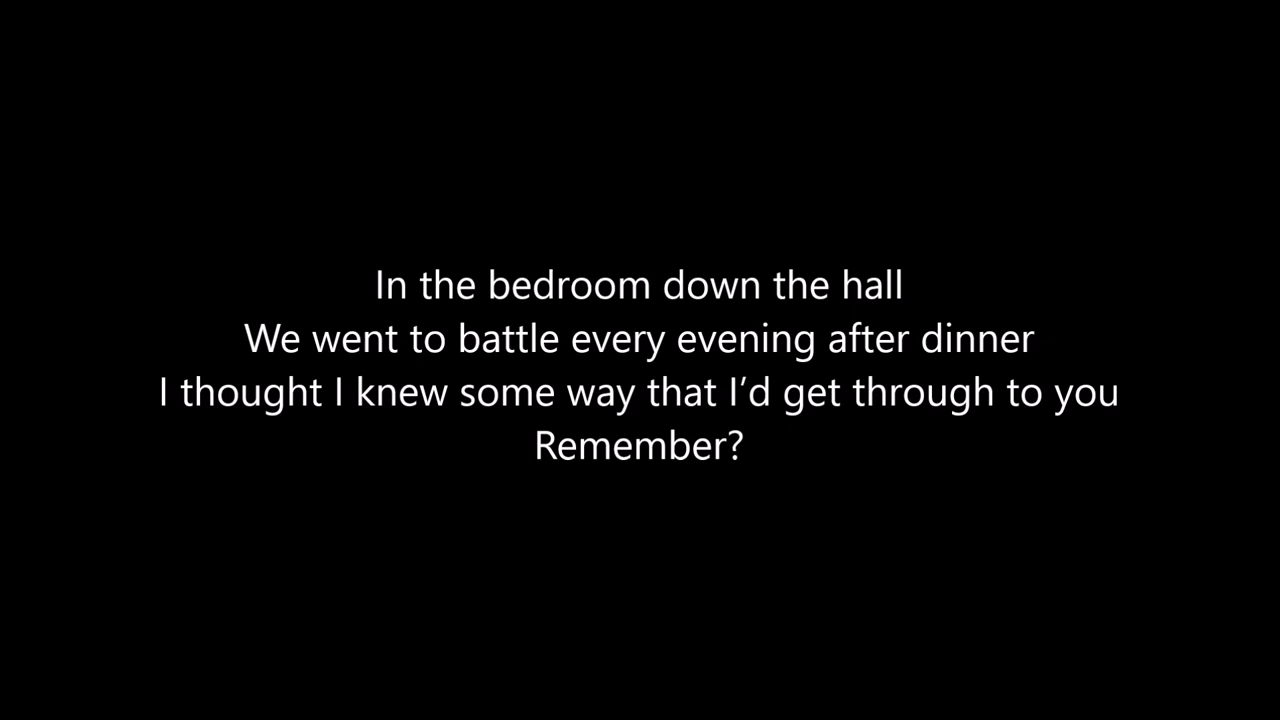 In the bedroom down the hall
We went to battle every evening after dinner
I thought I knew some way that I’d get through to you
Remember?